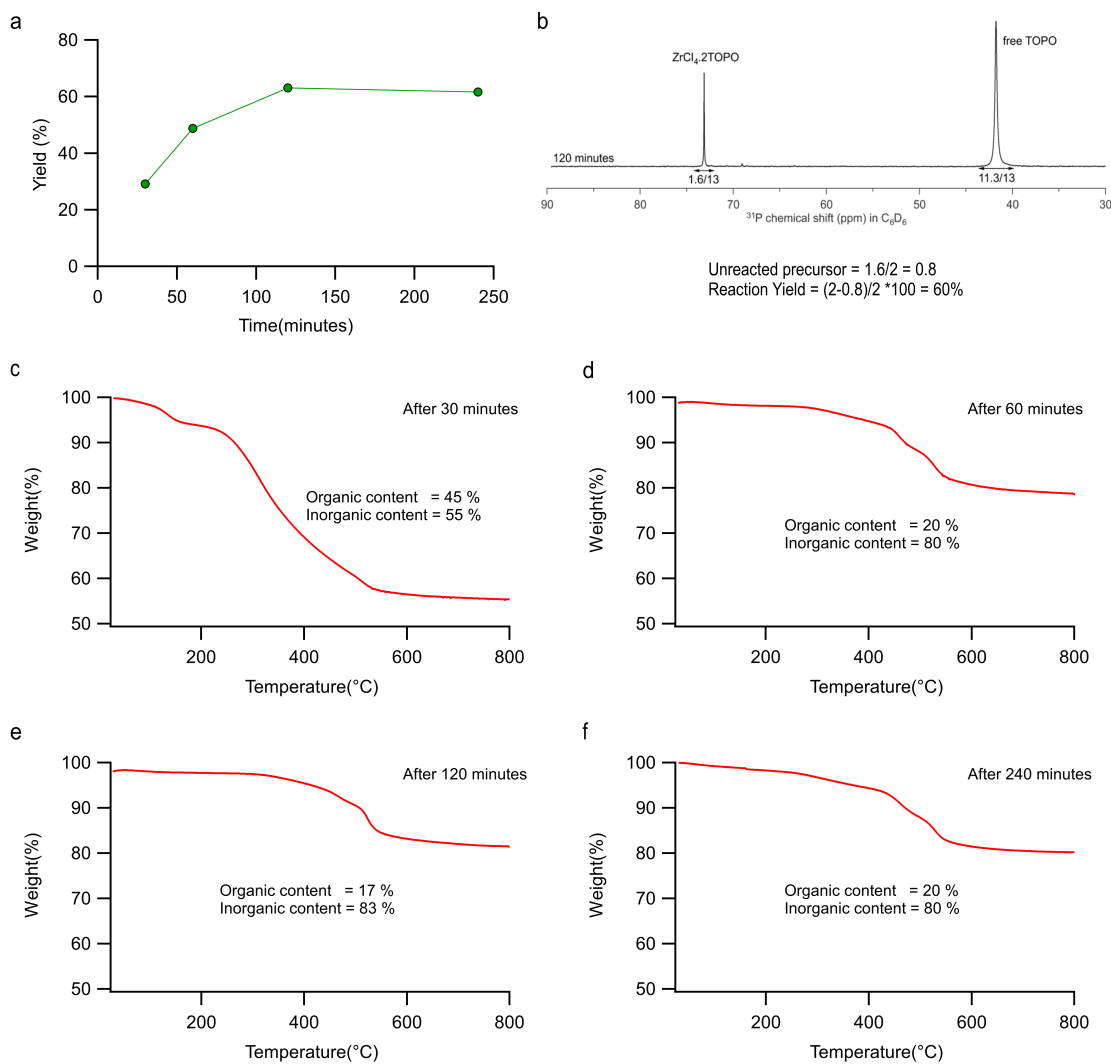 a
80
60
40
20
0
Yield (%)
0 50 100 150 200 250
Time(minutes)
b
ZrCl₄.2TOPO
free TOPO
120 minutes
1.6/13
11.3/13
90 80 70 60 50 40 30
³¹P chemical shift (ppm) in C₆D₆
Unreacted precursor = 1.6/2 = 0.8
Reaction Yield = (2-0.8)/2 *100 = 60%
c
100
90
80
70
60
50
Weight(%)
After 30 minutes
Organic content = 45 %
Inorganic content = 55 %
200 400 600 800
Temperature(°C)
d
100
90
80
70
60
50
Weight(%)
After 60 minutes
Organic content = 20 %
Inorganic content = 80 %
200 400 600 800
Temperature(°C)
e
100
90
80
70
60
50
Weight(%)
After 120 minutes
Organic content = 17 %
Inorganic content = 83 %
200 400 600 800
Temperature(°C)
f
100
90
80
70
60
50
Weight(%)
After 240 minutes
Organic content = 20 %
Inorganic content = 80 %
200 400 600 800
Temperature(°C)